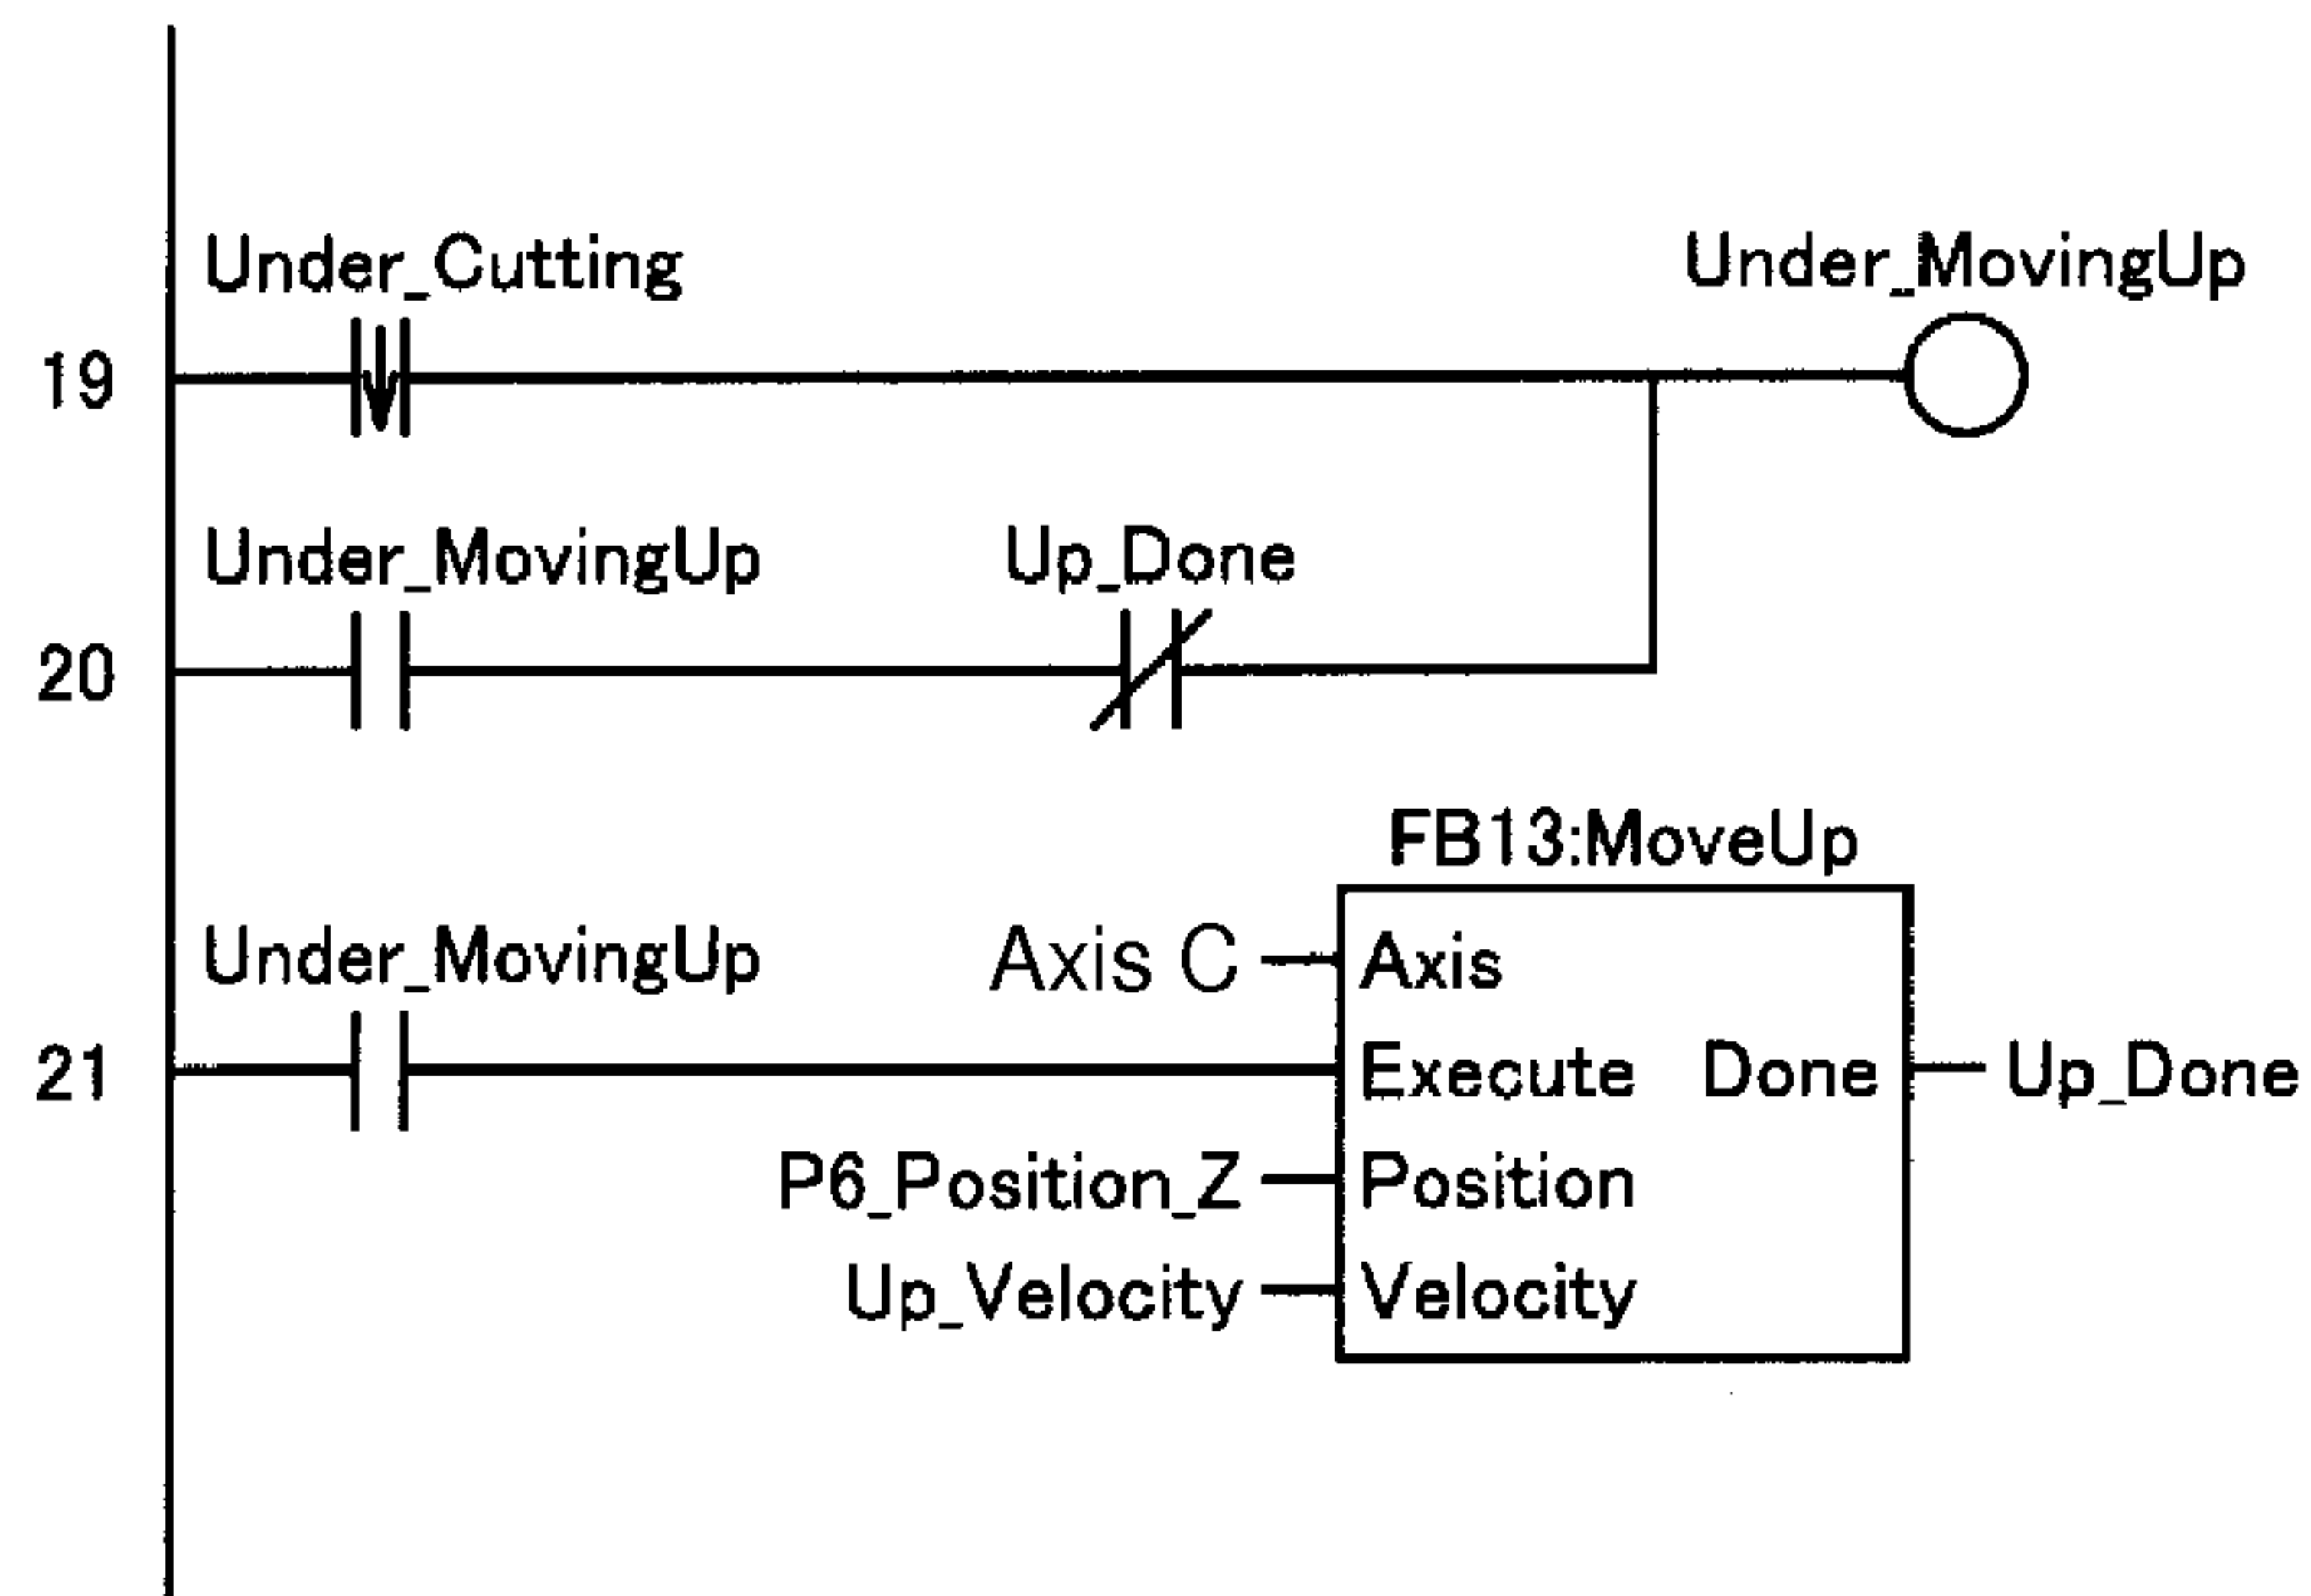 Under_Cutting Under_MovingUp
19
Under_MovingUp Up_Done
20
FB13:MoveUp
Under_MovingUp Axis C Axis
21 Execute Done Up_Done
P6_Position_Z Position
Up_Velocity Velocity